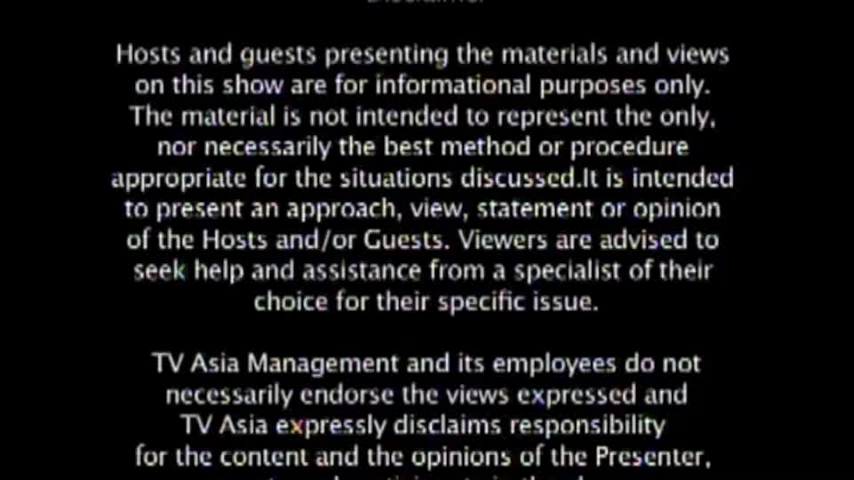 Disclaimer
Hosts and guests presenting the materials and views
on this show are for informational purposes only.
The material is not intended to represent the only,
nor necessarily the best method or procedure
appropriate for the situations discussed.It is intended
to present an approach, view, statement or opinion
of the Hosts and/or Guests. Viewers are advised to
seek help and assistance from a specialist of their
choice for their specific issue.
TV Asia Management and its employees do not
necessarily endorse the views expressed and
TV Asia expressly disclaims responsibility
for the content and the opinions of the Presenter,